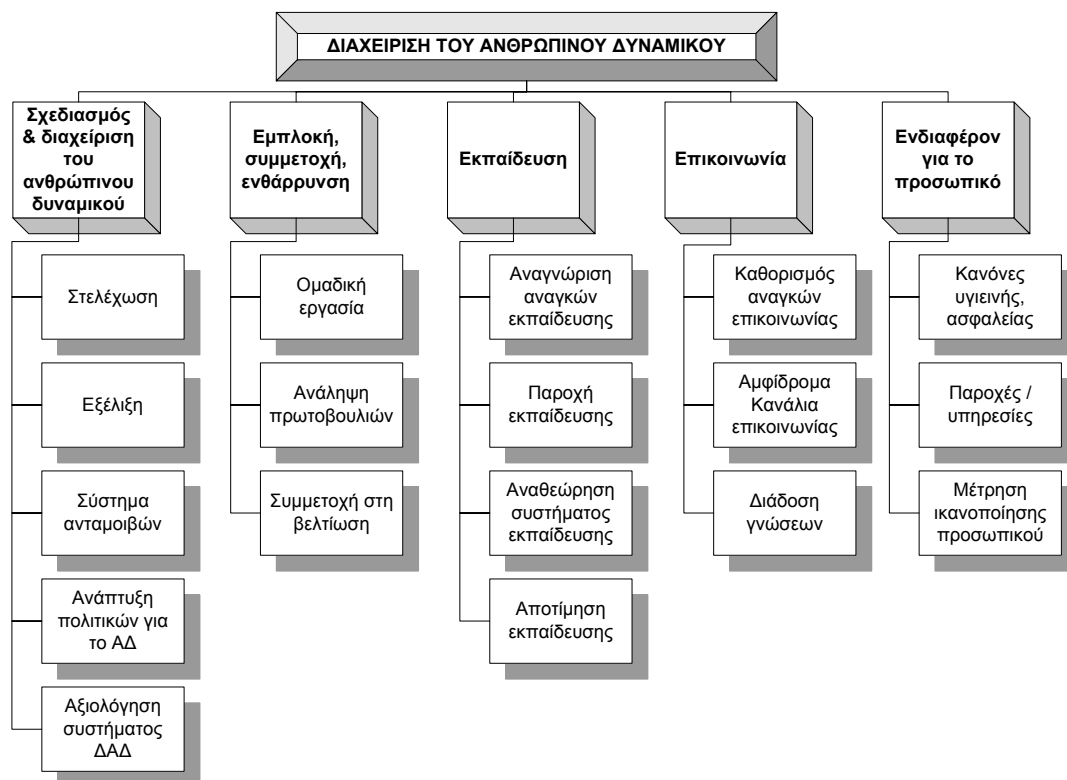 ΔΙΑΧΕΙΡΙΣΗ ΤΟΥ ΑΝΘΡΩΠΙΝΟΥ ΔΥΝΑΜΙΚΟΥ
Σχεδιασμός
& διαχείριση
του
ανθρώπινου
δυναμικού
Στελέχωση
Εξέλιξη
Σύστημα
ανταμοιβών
Ανάπτυξη
πολιτικών για
το ΑΔ
Αξιολόγηση
συστήματος
ΔΑΔ
Εμπλοκή,
συμμετοχή,
ενθάρρυνση
Ομαδική
εργασία
Ανάληψη
πρωτοβουλιών
Συμμετοχή στη
βελτίωση
Εκπαίδευση
Αναγνώριση
αναγκών
εκπαίδευσης
Παροχή
εκπαίδευσης
Αναθεώρηση
συστήματος
εκπαίδευσης
Αποτίμηση
εκπαίδευσης
Επικοινωνία
Καθορισμός
αναγκών
επικοινωνίας
Αμφίδρομα
Κανάλια
επικοινωνίας
Διάδοση
γνώσεων
Ενδιαφέρον
για το
προσωπικό
Κανόνες
υγιεινής,
ασφαλείας
Παροχές /
υπηρεσίες
Μέτρηση
ικανοποίησης
προσωπικού